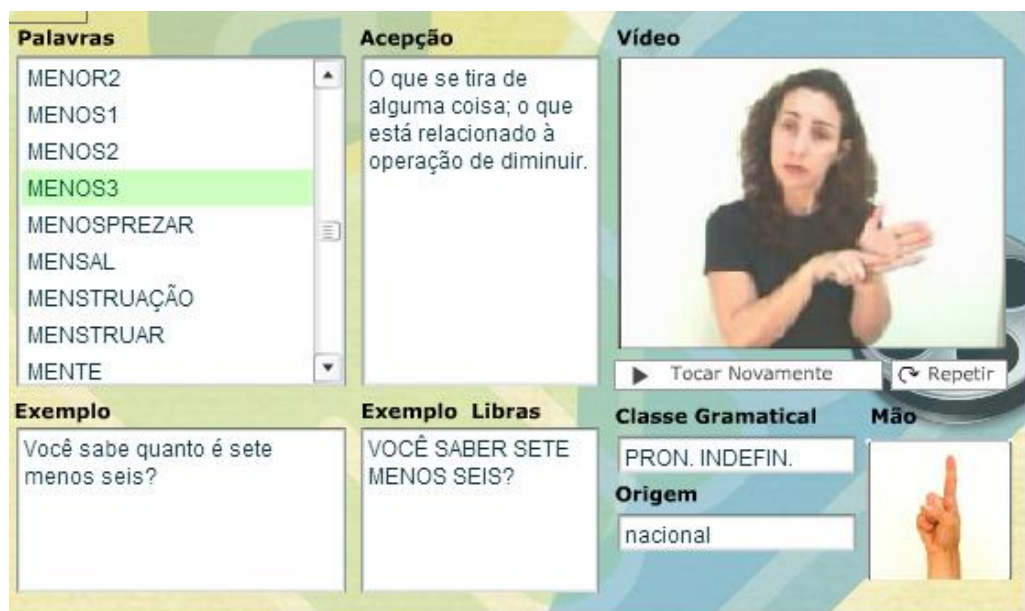 Palavras
MENOR2
MENOS1
MENOS2
MENOS3
MENOSPREZAR
MENSAL
MENSTRUAÇÃO
MENSTRUAR
MENTE
Acepção
O que se tira de
alguma coisa; o que
está relacionado à
operação de diminuir.
Vídeo
Tocar Novamente
Repetir
Exemplo
Você sabe quanto é sete
menos seis?
Exemplo Libras
VOCÊ SABER SETE
MENOS SEIS?
Classe Gramatical
PRON. INDEFIN.
Origem
nacional
Mão